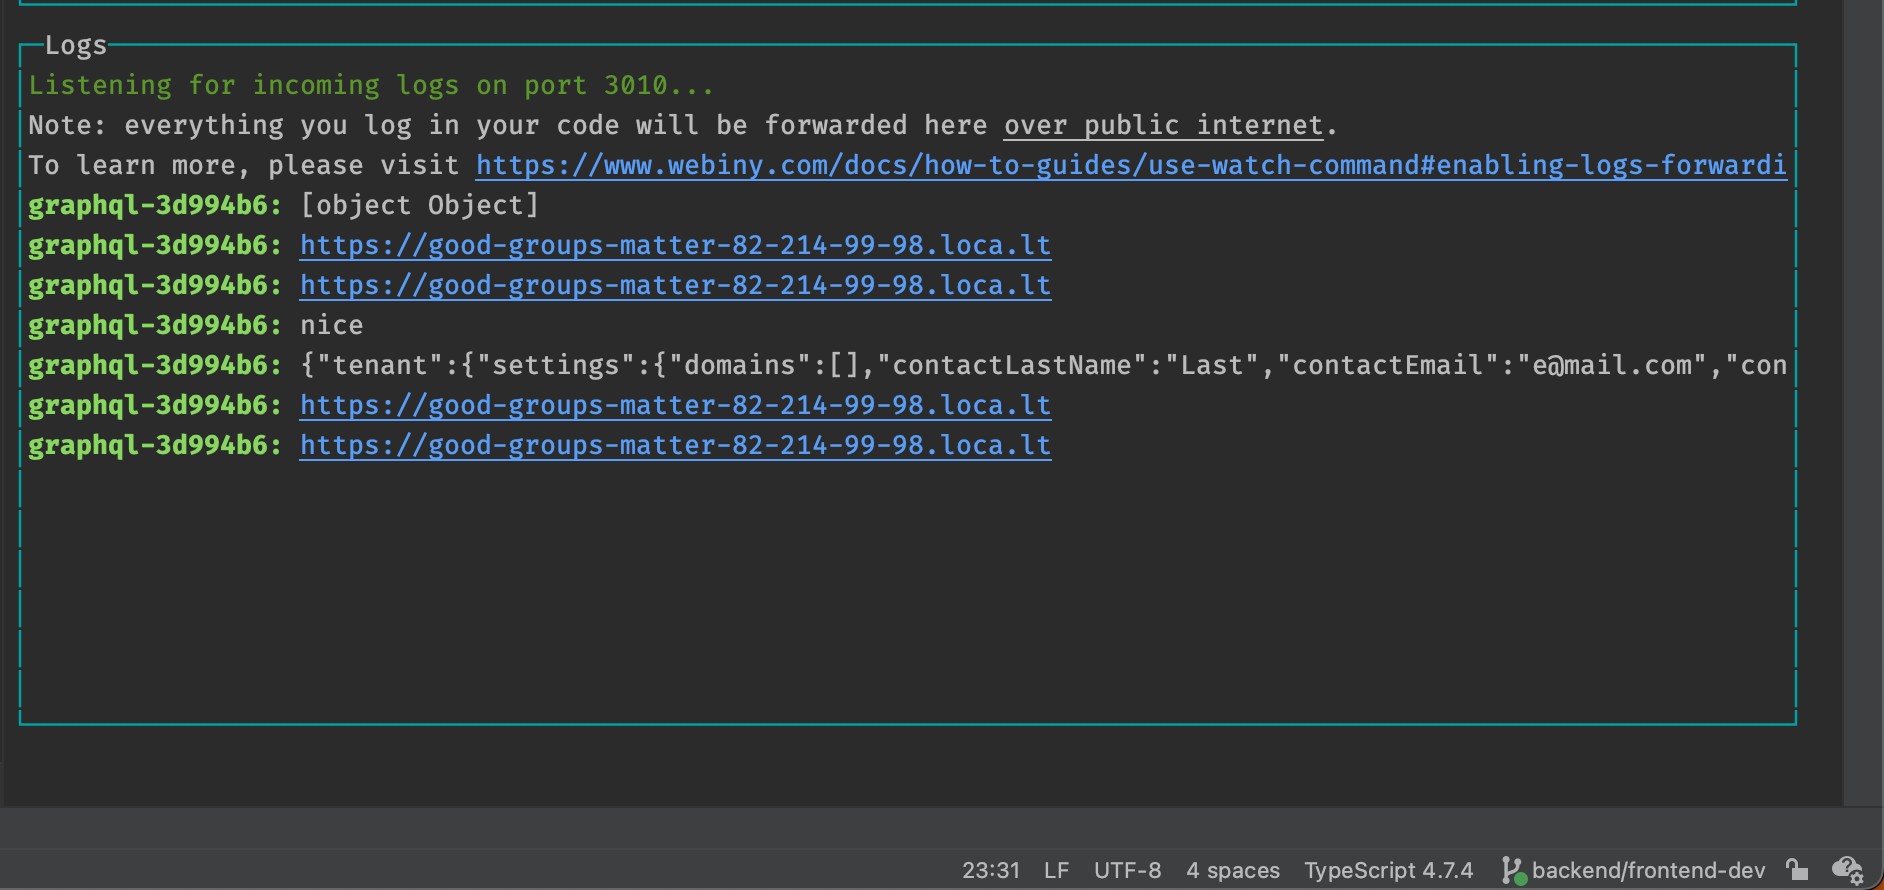 Logs
Listening for incoming logs on port 3010...
Note: everything you log in your code will be forwarded here over public internet.
To learn more, please visit https://www.webiny.com/docs/how-to-guides/use-watch-command#enabling-logs-forwardi
graphql-3d994b6: [object Object]
graphql-3d994b6: https://good-groups-matter-82-214-99-98.loca.lt
graphql-3d994b6: https://good-groups-matter-82-214-99-98.loca.lt
graphql-3d994b6: nice
graphql-3d994b6: {"tenant":{"settings":{"domains":[],"contactLastName":"Last","contactEmail":"e@mail.com","con
graphql-3d994b6: https://good-groups-matter-82-214-99-98.loca.lt
graphql-3d994b6: https://good-groups-matter-82-214-99-98.loca.lt
23:31 LF UTF-8 4 spaces TypeScript 4.7.4 backend/frontend-dev